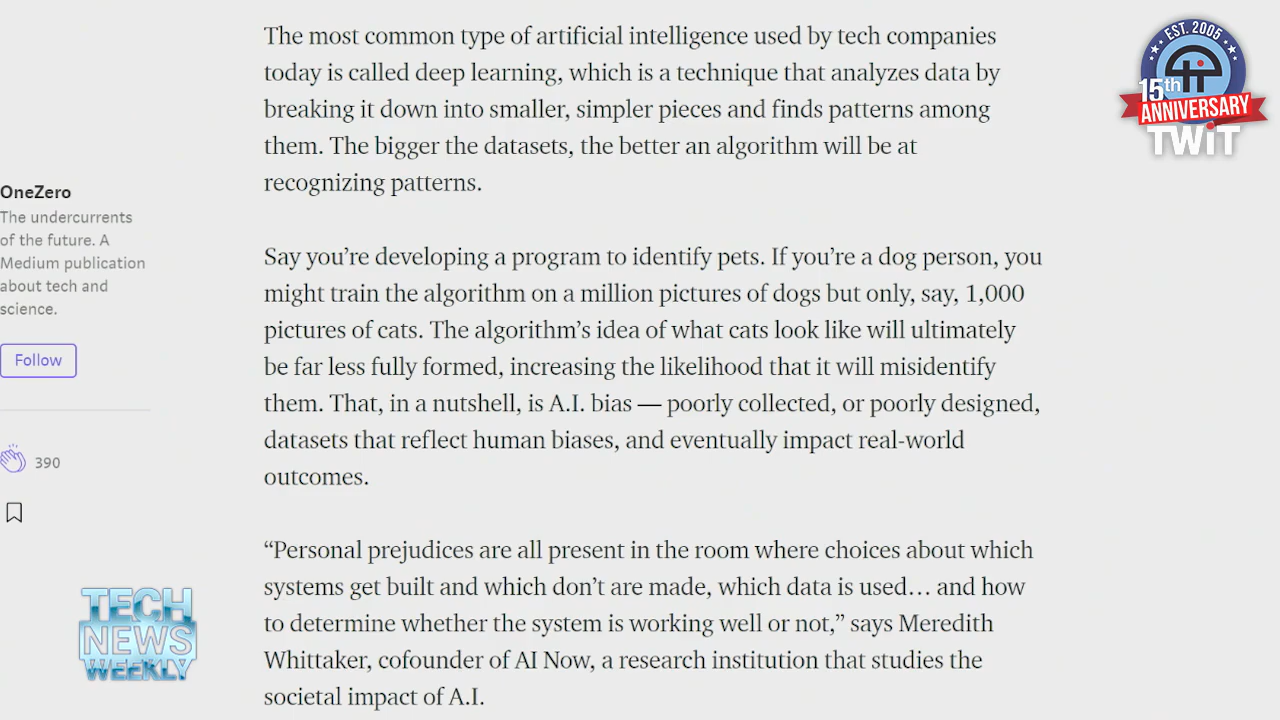 The most common type of artificial intelligence used by tech companies
today is called deep learning, which is a technique that analyzes data by
breaking it down into smaller, simpler pieces and finds patterns among
them. The bigger the datasets, the better an algorithm will be at
recognizing patterns.
EST. 2005
15th
ANNIVERSARY
TWiT
OneZero
The undercurrents
of the future. A
Medium publication
about tech and
science.
Follow
390
Say you’re developing a program to identify pets. If you’re a dog person, you
might train the algorithm on a million pictures of dogs but only, say, 1,000
pictures of cats. The algorithm’s idea of what cats look like will ultimately
be far less fully formed, increasing the likelihood that it will misidentify
them. That, in a nutshell, is A.I. bias — poorly collected, or poorly designed,
datasets that reflect human biases, and eventually impact real-world
outcomes.
“Personal prejudices are all present in the room where choices about which
systems get built and which don’t are made, which data is used… and how
to determine whether the system is working well or not,” says Meredith
Whittaker, cofounder of AI Now, a research institution that studies the
societal impact of A.I.
TECH
NEWS
WEEKLY